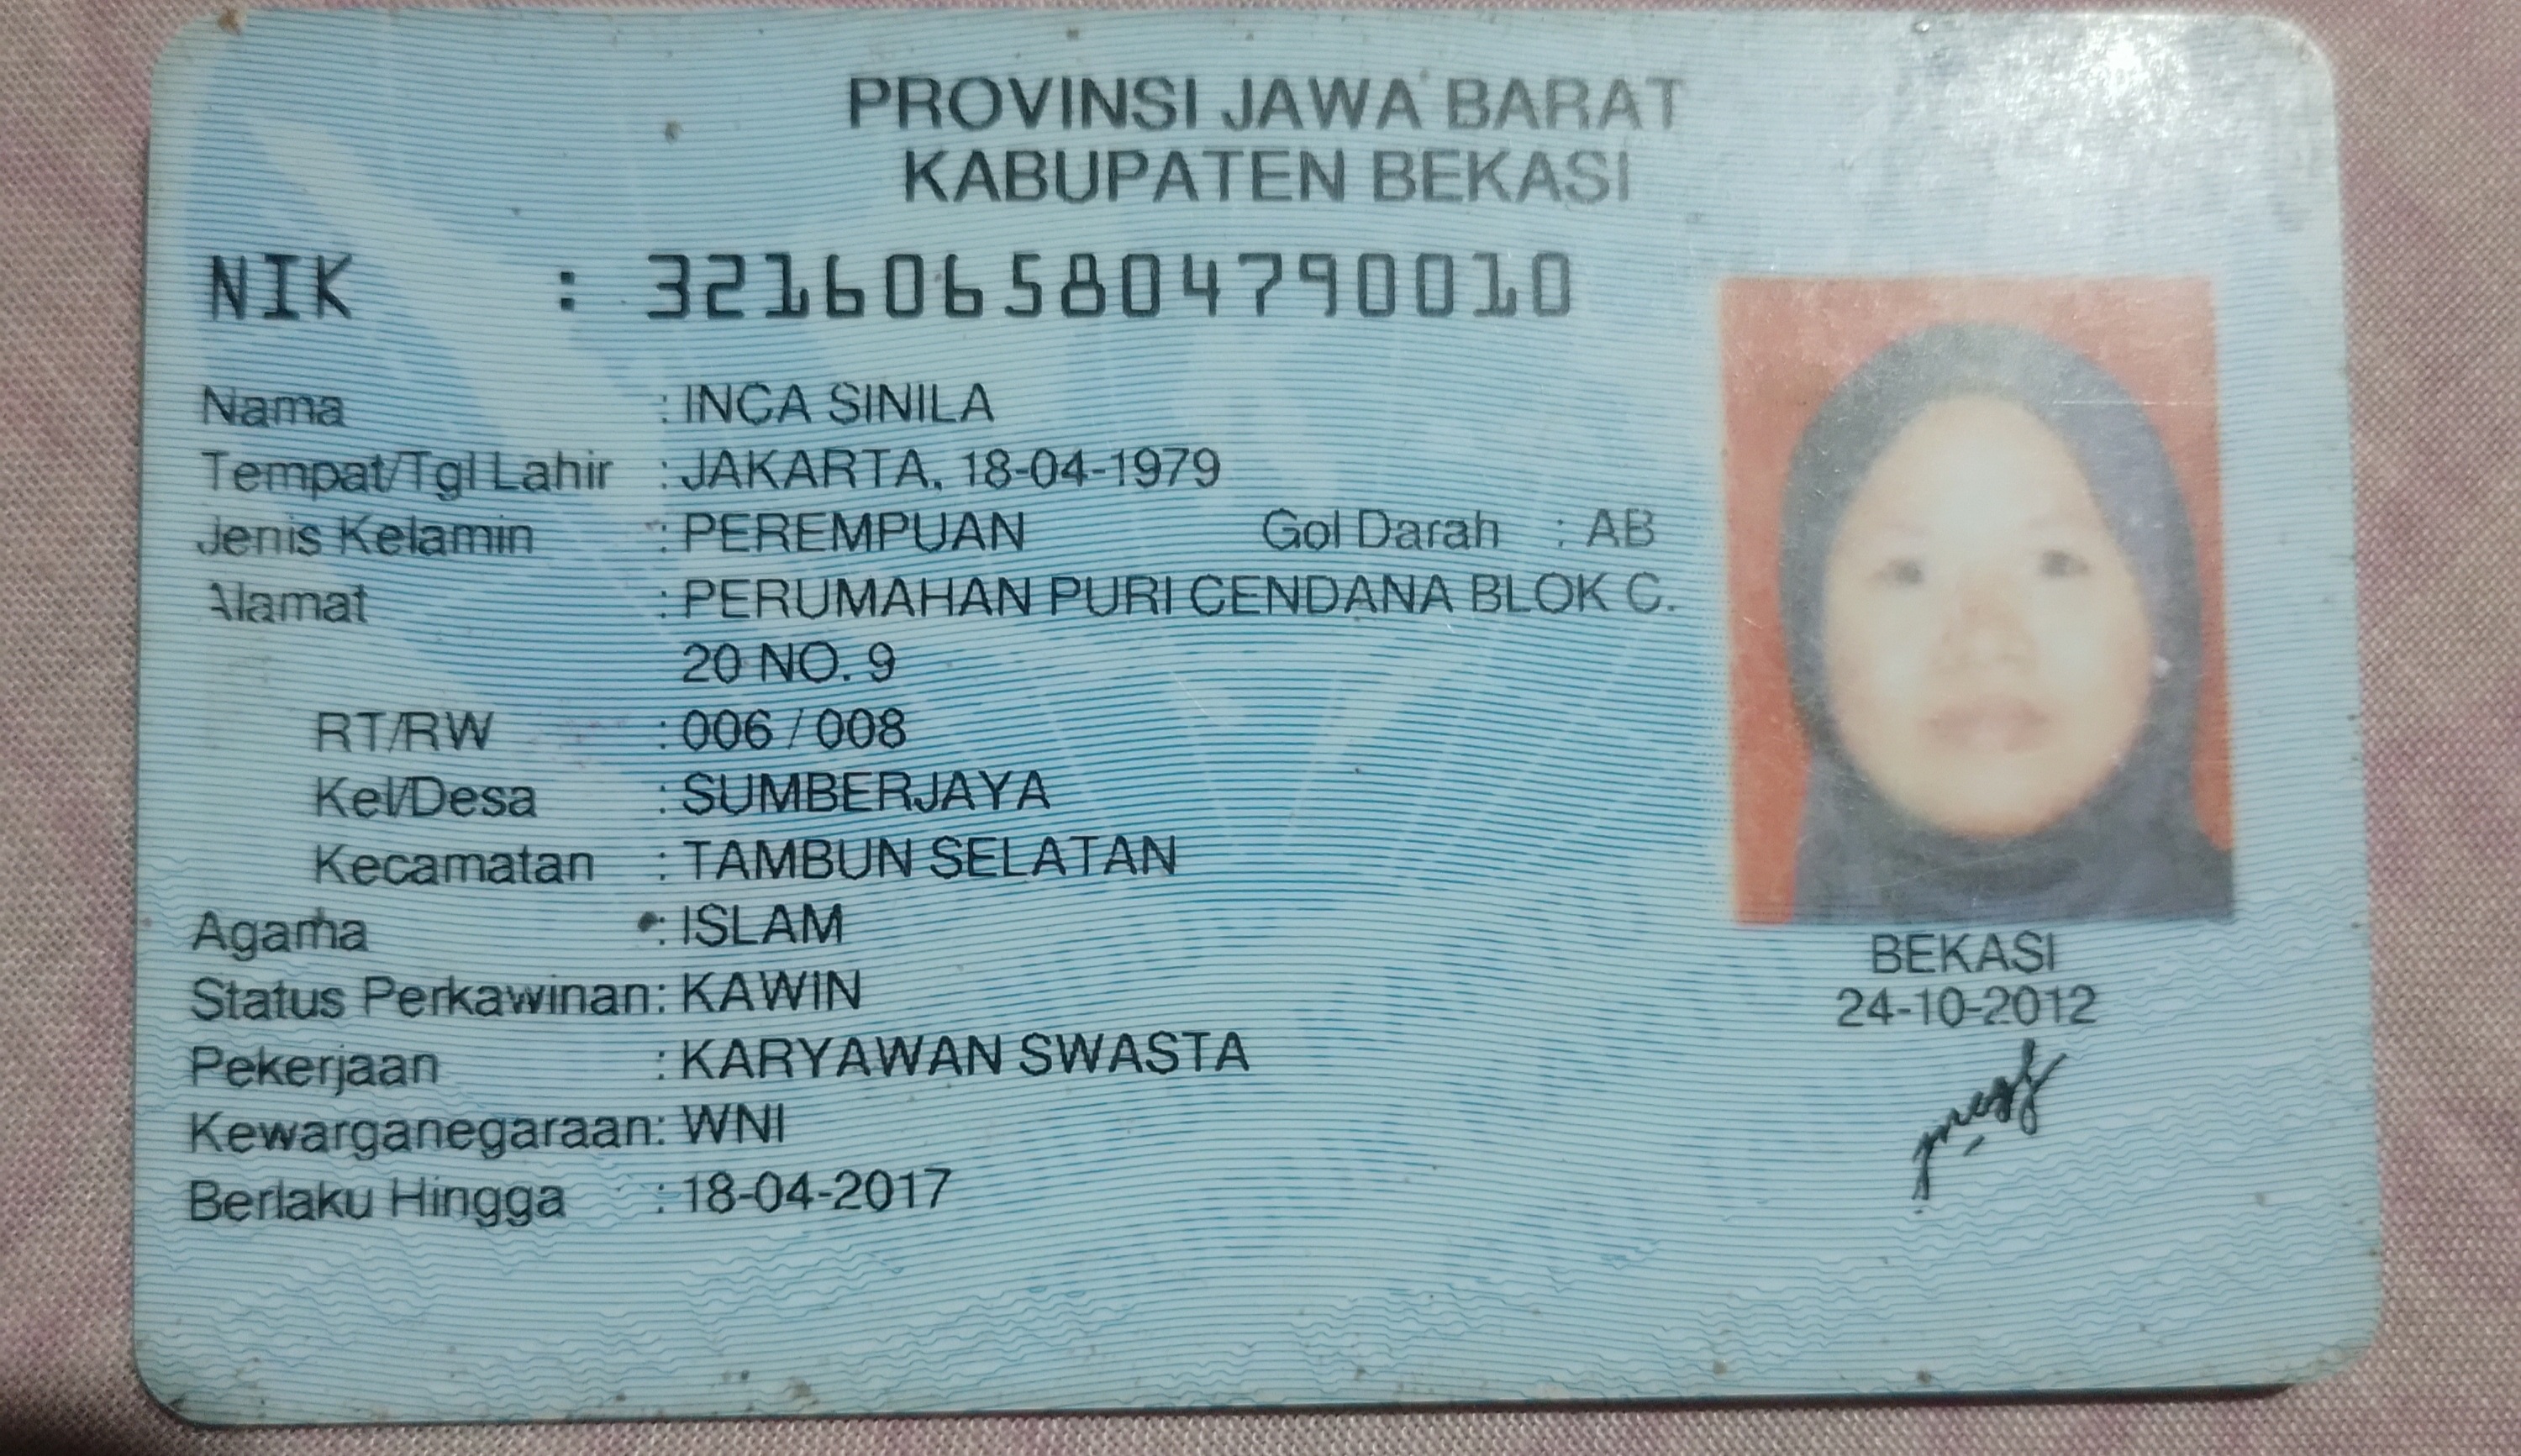 PROVINSI JAWA BARAT
KABUPATEN BEKASI
NIK : 3216065804790010
Nama : INCA SINILA
Tempat/Tgl Lahir : JAKARTA, 18-04-1979
Jenis Kelamin : PEREMPUAN Gol Darah : AB
Alamat : PERUMAHAN PURI CENDANA BLOK C.
20 NO. 9
RT/RW : 006 / 008
Kel/Desa : SUMBERJAYA
Kecamatan : TAMBUN SELATAN
Agama : ISLAM
Status Perkawinan: KAWIN
Pekerjaan : KARYAWAN SWASTA
Kewarganegaraan: WNI
Berlaku Hingga : 18-04-2017
BEKASI
24-10-2012